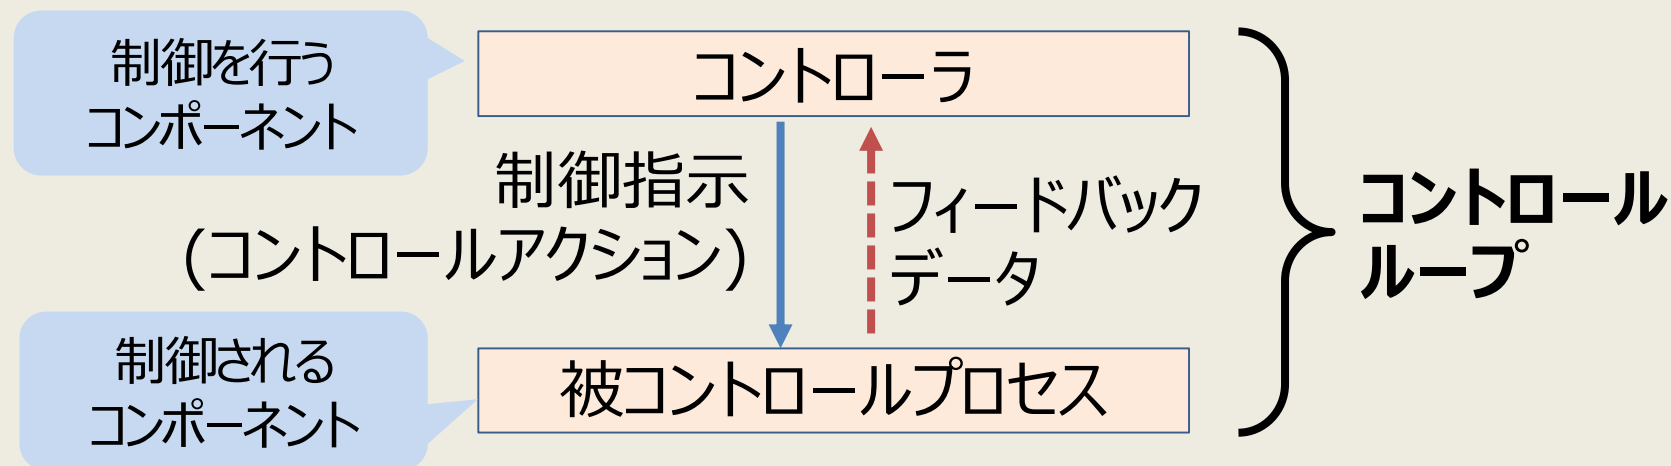 制御を行う
コンポーネント
コントローラ
制御指示
(コントロールアクション)
フィードバック
データ
コントロール
ループ
制御される
コンポーネント
被コントロールプロセス